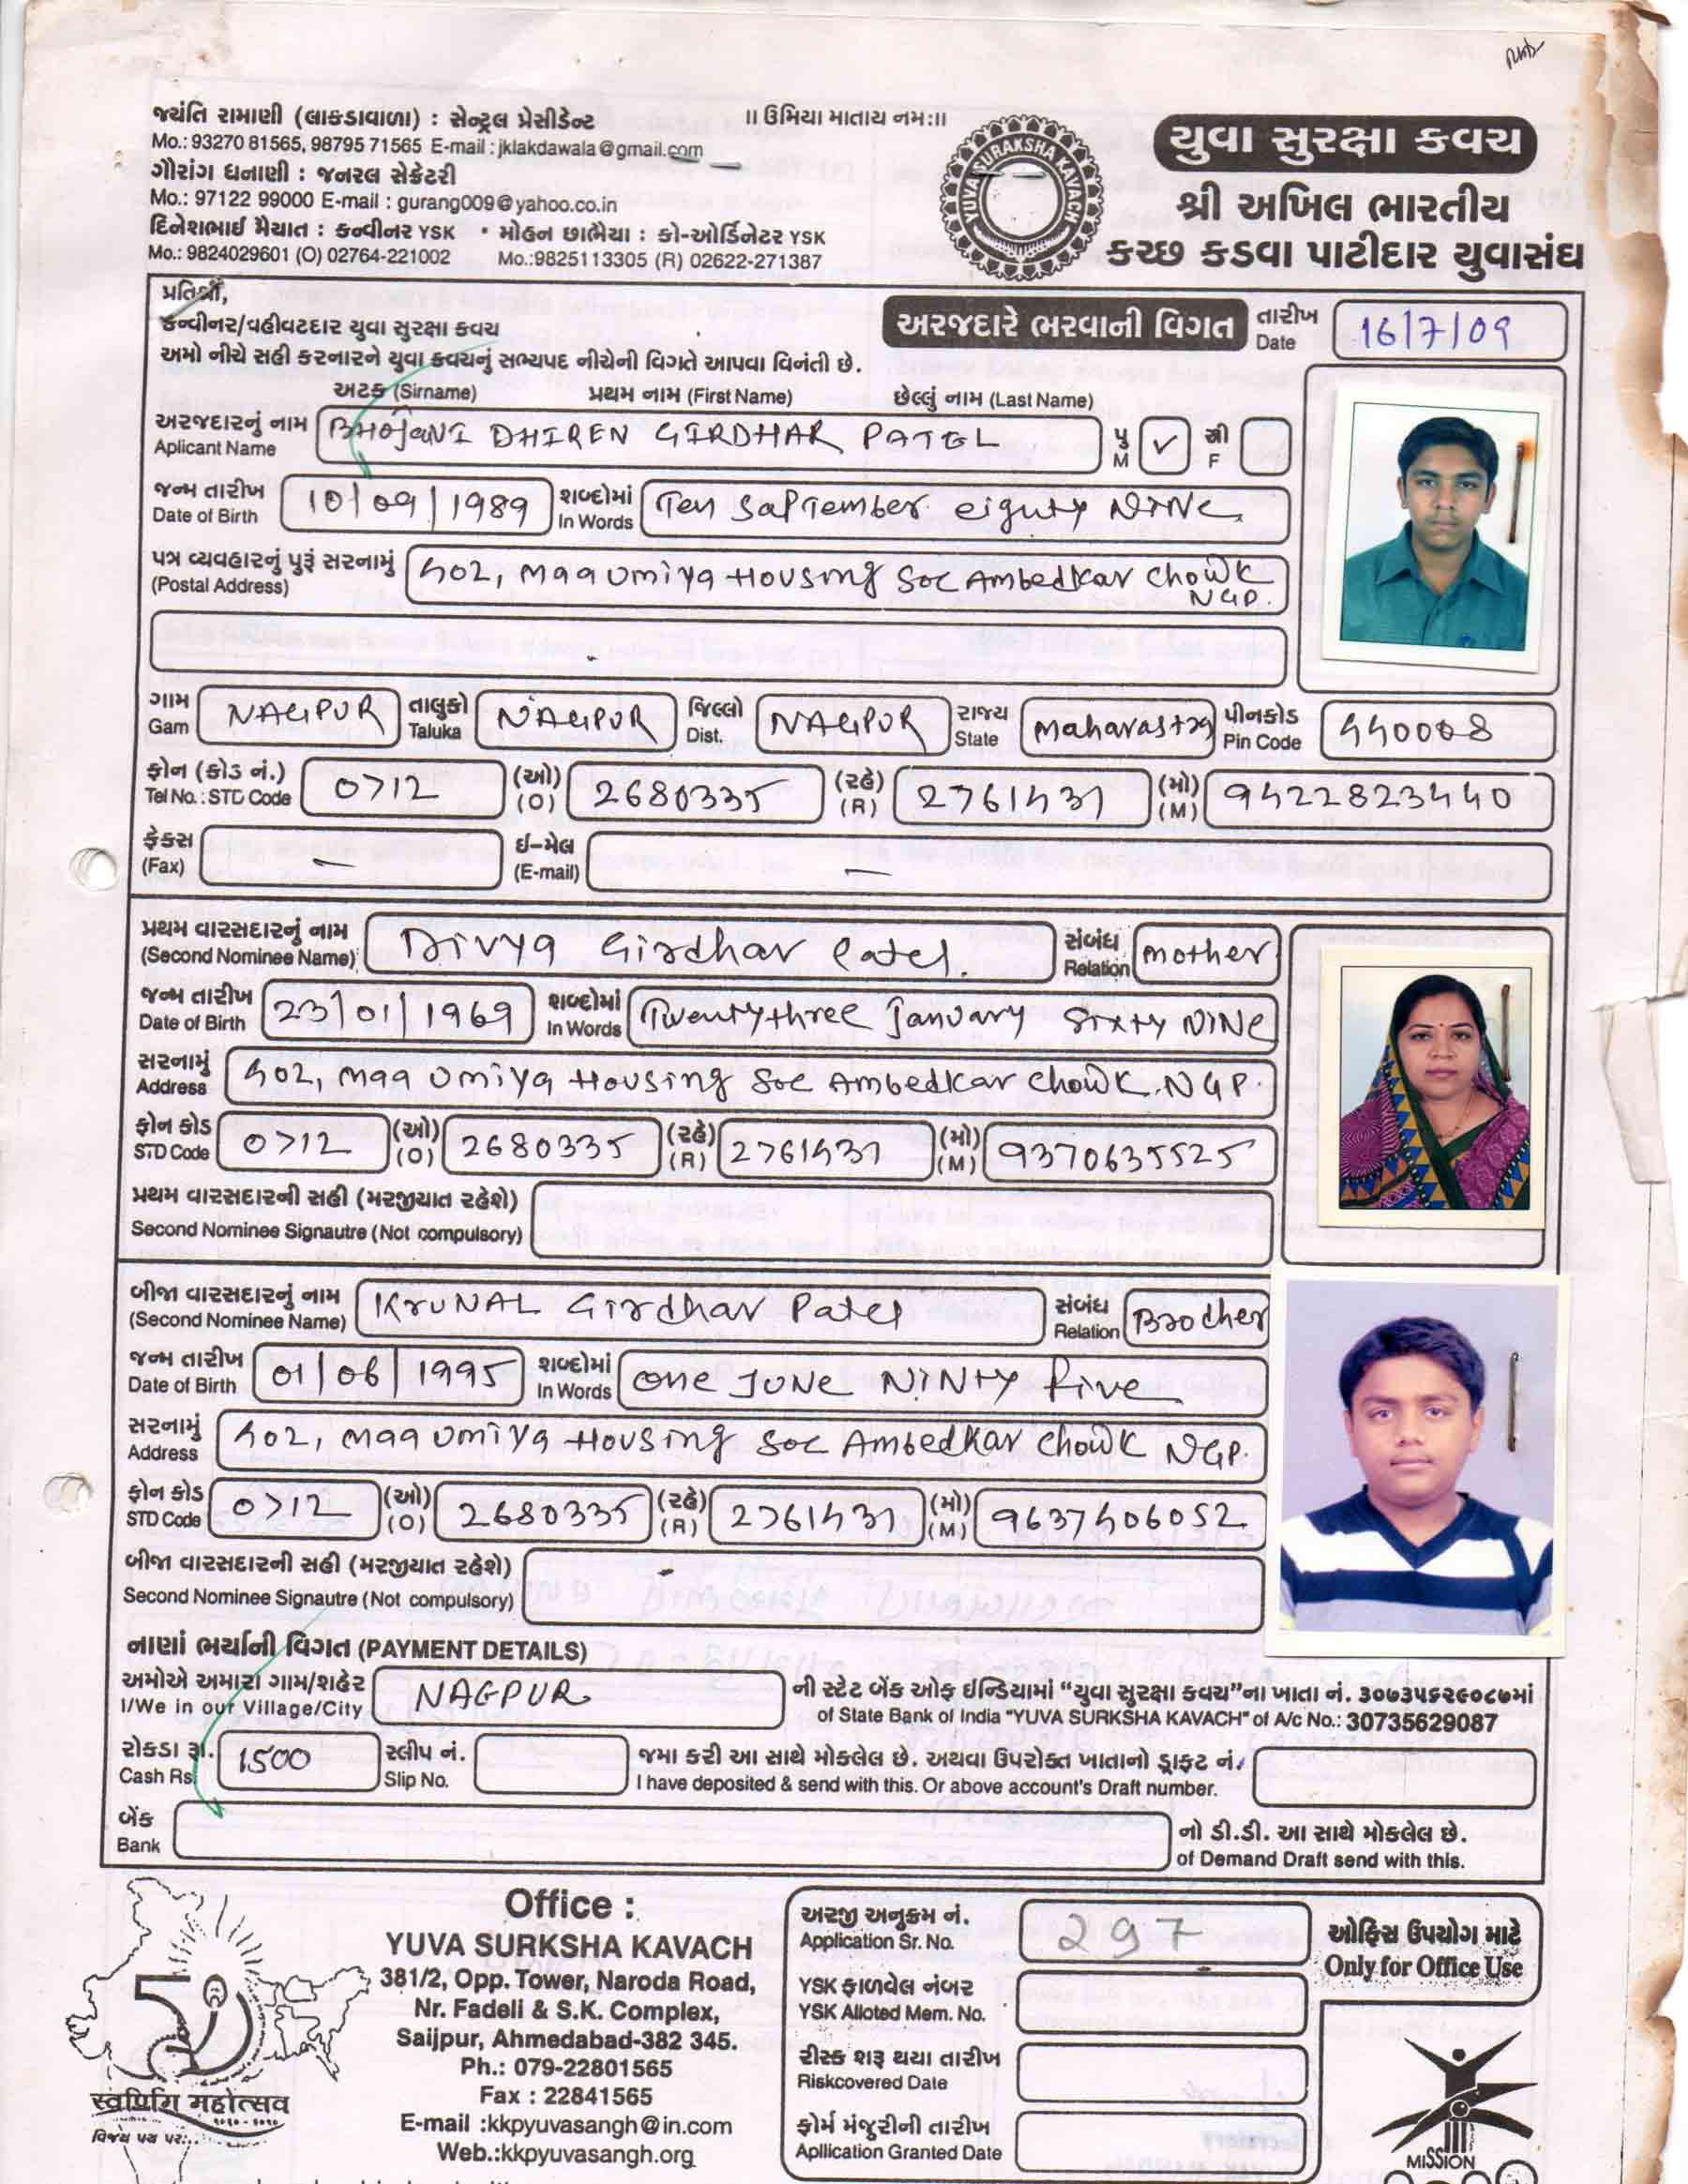 જયંતિ રામાણી (લાકડાવાળા) : સેન્ટ્રલ પ્રેસીડેન્ટ
Mo.: 93270 81565, 98795 71565 E-mail : jklakdawala@gmail.com
ગૌરાંગ ધનાણી : જનરલ સેક્રેટરી
Mo.: 97122 99000 E-mail : gurang009@yahoo.co.in
દિનેશભાઈ મૈયાત : કન્વીનર YSK • મોહન છાભૈયા : કો-ઓર્ડિનેટર YSK
Mo.: 9824029601 (O) 02764-221002 Mo.:9825113305 (R) 02622-271387
॥ ઉમિયા માતાય નમઃ॥
YUVA SURAKSHA KAVACH
યુવા સુરક્ષા કવચ
શ્રી અખિલ ભારતીય
કચ્છ કડવા પાટીદાર યુવાસંઘ
પ્રતિશ્રી,
કન્વીનર/વહીવટદાર યુવા સુરક્ષા કવચ
અમો નીચે સહી કરનારને યુવા કવચનું સભ્યપદ નીચેની વિગતે આપવા વિનંતી છે.
અરજદારે ભરવાની વિગત તારીખ Date 16/7/09
અટક (Sirname) પ્રથમ નામ (First Name) છેલ્લું નામ (Last Name)
અરજદારનું નામ Aplicant Name BHOJANI DHIREN GIRDHAR PATEL પુ M ✓ સ્ત્રી F
જન્મ તારીખ Date of Birth 10/09/1989 શબ્દોમાં In Words Ten SapTember eiguty NINe
પત્ર વ્યવહારનું પુરૂં સરનામું (Postal Address) 402, maa umiya Housing Soc Ambedkar chowk NGP.
ગામ Gam NAGPUR તાલુકો Taluka NAGPUR જિલ્લો Dist. NAGPUR રાજ્ય State Maharastra પીનકોડ Pin Code 440008
ફોન (કોડ નં.) Tel No.: STD Code 0712 (ઓ) (O) 2680335 (રહે) (R) 2761431 (મો) (M) 9422823440
ફેક્સ (Fax) — ઈ-મેલ (E-mail) —
પ્રથમ વારસદારનું નામ (Second Nominee Name) Divya Girdhar Patel. સંબંધ Relation mother
જન્મ તારીખ Date of Birth 23/01/1969 શબ્દોમાં In Words Twentythree January Sixty NINe
સરનામું Address 402, maa umiya Housing Soc Ambedkar chowk. NGP.
ફોન કોડ STD Code 0712 (ઓ) (O) 2680335 (રહે) (R) 2761431 (મો) (M) 9370635525
પ્રથમ વારસદારની સહી (મરજીયાત રહેશે)
Second Nominee Signautre (Not compulsory)
બીજા વારસદારનું નામ (Second Nominee Name) KruNAL Girdhar Patel સંબંધ Relation Brother
જન્મ તારીખ Date of Birth 01/06/1995 શબ્દોમાં In Words One JUNe NINTY Five
સરનામું Address 402, maa umiya Housing Soc Ambedkar chowk NGP.
ફોન કોડ STD Code 0712 (ઓ) (O) 2680335 (રહે) (R) 2761431 (મો) (M) 9637406052
બીજા વારસદારની સહી (મરજીયાત રહેશે)
Second Nominee Signautre (Not compulsory)
નાણાં ભર્યાની વિગત (PAYMENT DETAILS)
અમોએ અમારા ગામ/શહેર I/We in our Village/City NAGPUR ની સ્ટેટ બેંક ઓફ ઈન્ડિયામાં “યુવા સુરક્ષા કવચ”ના ખાતા નં. ૩૦૭૩૫૬૨૯૦૮૭માં
of State Bank of India "YUVA SURKSHA KAVACH" of A/c No.: 30735629087
રોકડા રૂા. Cash Rs. 1500 સ્લીપ નં. Slip No. જમા કરી આ સાથે મોકલેલ છે. અથવા ઉપરોક્ત ખાતાનો ડ્રાફ્ટ નં.
I have deposited & send with this. Or above account's Draft number.
બેંક Bank નો ડી.ડી. આ સાથે મોકલેલ છે.
of Demand Draft send with this.
સ્વર્ણિમ મહોત્સવ
વિજય પથ પર...
Office :
YUVA SURKSHA KAVACH
381/2, Opp. Tower, Naroda Road,
Nr. Fadeli & S.K. Complex,
Saijpur, Ahmedabad-382 345.
Ph.: 079-22801565
Fax : 22841565
E-mail :kkpyuvasangh@in.com
Web.:kkpyuvasangh.org
અરજી અનુક્રમ નં. Application Sr. No. 297
ઓફિસ ઉપયોગ માટે
Only for Office Use
YSK ફાળવેલ નંબર
YSK Alloted Mem. No.
રીસ્ક શરૂ થયા તારીખ
Riskcovered Date
ફોર્મ મંજૂરીની તારીખ
Apllication Granted Date
MISSION